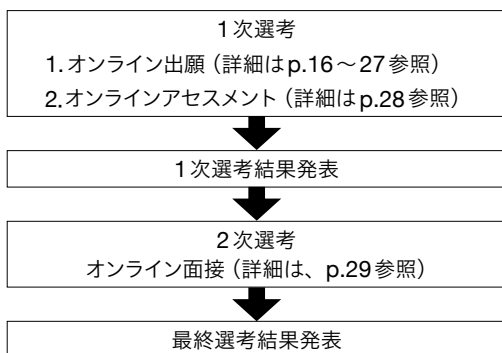 1次選考
1. オンライン出願（詳細はp.16～27参照）
2. オンラインアセスメント（詳細はp.28参照）
1次選考結果発表
2次選考
オンライン面接（詳細は、p.29参照）
最終選考結果発表